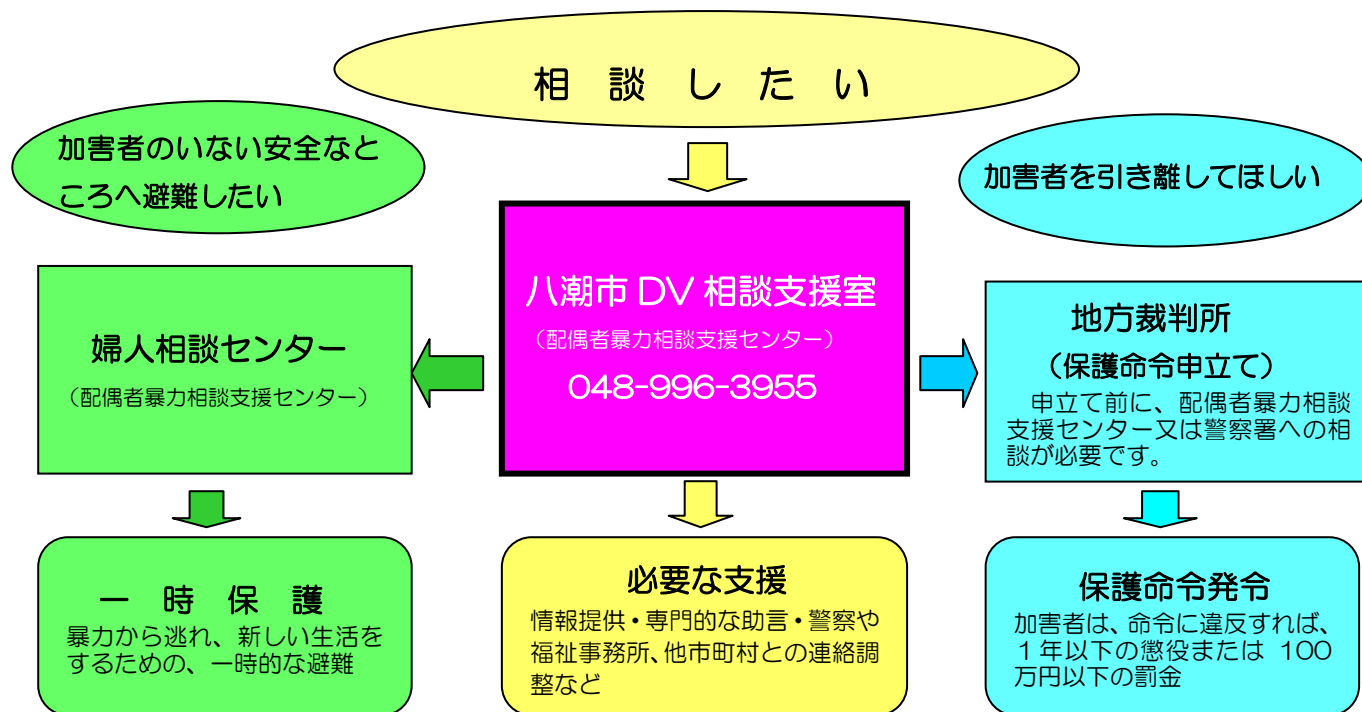 相談したい
加害者のいない安全なと
ころへ避難したい
加害者を引き離してほしい
八潮市 DV 相談支援室
（配偶者暴力相談支援センター）
048-996-3955
婦人相談センター
（配偶者暴力相談支援センター）
地方裁判所
（保護命令申立て）
申立て前に、配偶者暴力相談
支援センター又は警察署への相
談が必要です。
一時保護
暴力から逃れ、新しい生活を
するための、一時的な避難
必要な支援
情報提供・専門的な助言・警察や
福祉事務所、他市町村との連絡調
整など
保護命令発令
加害者は、命令に違反すれば、
１年以下の懲役または 100
万円以下の罰金